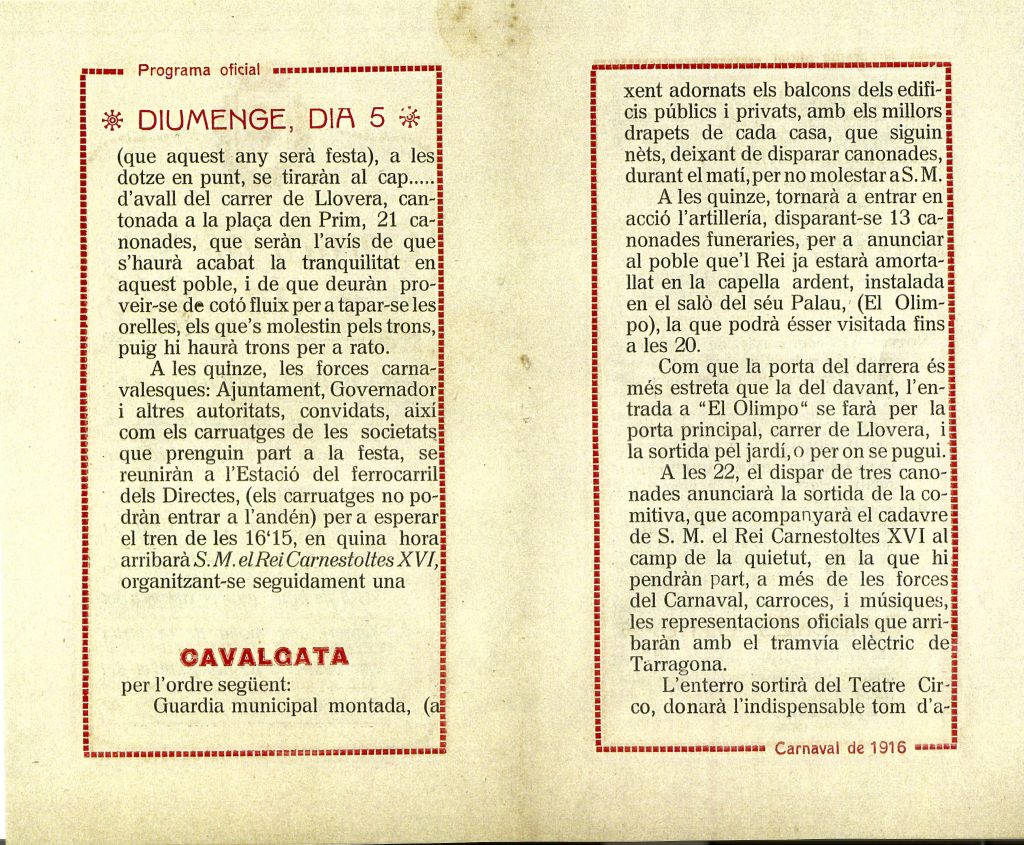 Programa oficial
DIUMENGE, DIA 5
(que aquest any serà festa), a les
dotze en punt, se tiraràn al cap.....
d'avall del carrer de Llovera, can-
tonada a la plaça den Prim, 21 ca-
nonades, que seràn l'avís de que
s'haurà acabat la tranquilitat en
aquest poble, i de que deuràn pro-
veir-se de cotó fluix per a tapar-se les
orelles, els que's molestin pels trons,
puig hi haurà trons per a rato.
A les quinze, les forces carna-
valesques: Ajuntament, Governador
i altres autoritats, convidats, així
com els carruatges de les societats
que prenguin part a la festa, se
reuniràn a l'Estació del ferrocarril
dels Directes, (els carruatges no po-
dràn entrar a l'andén) per a esperar
el tren de les 16‘15, en quina hora
arribarà S. M. el Rei Carnestoltes XVI,
organitzant-se seguidament una
CAVALGATA
per l'ordre següent:
Guardia municipal montada, (a
xent adornats els balcons dels edifi-
cis públics i privats, amb els millors
drapets de cada casa, que siguin
nèts, deixant de disparar canonades,
durant el matí, per no molestar a S. M.
A les quinze, tornarà a entrar en
acció l'artillería, disparant-se 13 ca-
nonades funeraries, per a anunciar
al poble que'l Rei ja estarà amorta-
llat en la capella ardent, instalada
en el salò del séu Palau, (El Olim-
po), la que podrà ésser visitada fins
a les 20.
Com que la porta del darrera és
més estreta que la del davant, l'en-
trada a “El Olimpo“ se farà per la
porta principal, carrer de Llovera, i
la sortida pel jardí, o per on se pugui.
A les 22, el dispar de tres cano-
nades anunciarà la sortida de la co-
mitiva, que acompanyarà el cadavre
de S. M. el Rei Carnestoltes XVI al
camp de la quietut, en la que hi
pendràn part, a més de les forces
del Carnaval, carroces, i músiques,
les representacions oficials que arri-
baràn amb el tramvía elèctric de
Tarragona.
L'enterro sortirà del Teatre Cir-
co, donarà l'indispensable tom d'a-
Carnaval de 1916